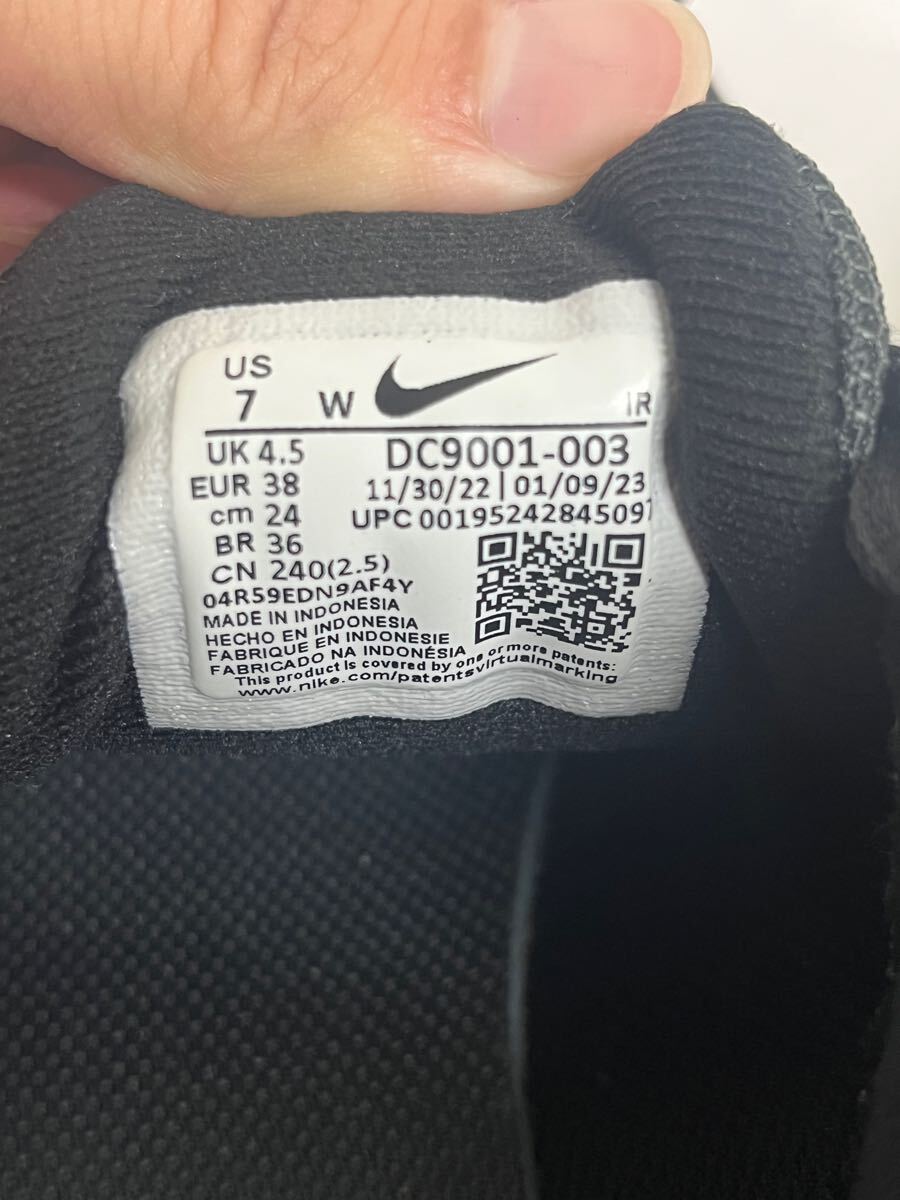 US
7 W IR
UK 4.5 DC9001-003
EUR 38 11/30/22 | 01/09/23
cm 24 UPC 00195242845097
BR 36
CN 240(2.5)
04R59EDN9AF4Y
MADE IN INDONESIA
HECHO EN INDONESIA
FABRIQUE EN INDONESIE
FABRICADO NA INDONÉSIA
This product is covered by one or more patents:
www.nike.com/patentsvirtualmarking